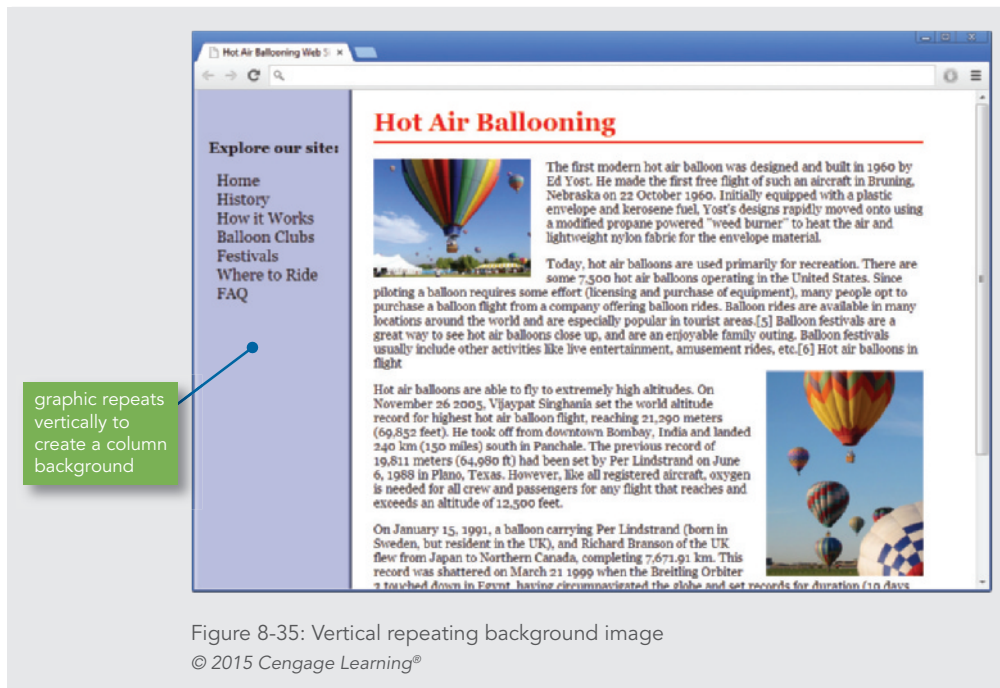 Hot Air Ballooning Web S
Hot Air Ballooning
Explore our site:
Home
History
How it Works
Balloon Clubs
Festivals
Where to Ride
FAQ
The first modern hot air balloon was designed and built in 1960 by
Ed Yost. He made the first free flight of such an aircraft in Bruning,
Nebraska on 22 October 1960. Initially equipped with a plastic
envelope and kerosene fuel, Yost's designs rapidly moved onto using
a modified propane powered "weed burner" to heat the air and
lightweight nylon fabric for the envelope material.
Today, hot air balloons are used primarily for recreation. There are
some 7,500 hot air balloons operating in the United States. Since
piloting a balloon requires some effort (licensing and purchase of equipment), many people opt to
purchase a balloon flight from a company offering balloon rides. Balloon rides are available in many
locations around the world and are especially popular in tourist areas.[5] Balloon festivals are a
great way to see hot air balloons close up, and are an enjoyable family outing. Balloon festivals
usually include other activities like live entertainment, amusement rides, etc.[6] Hot air balloons in
flight
Hot air balloons are able to fly to extremely high altitudes. On
November 26 2005, Vijaypat Singhania set the world altitude
record for highest hot air balloon flight, reaching 21,290 meters
(69,852 feet). He took off from downtown Bombay, India and landed
240 km (150 miles) south in Panchale. The previous record of
19,811 meters (64,980 ft) had been set by Per Lindstrand on June
6, 1988 in Plano, Texas. However, like all registered aircraft, oxygen
is needed for all crew and passengers for any flight that reaches and
exceeds an altitude of 12,500 feet.
On January 15, 1991, a balloon carrying Per Lindstrand (born in
Sweden, but resident in the UK), and Richard Branson of the UK
flew from Japan to Northern Canada, completing 7,671.91 km. This
record was shattered on March 21 1999 when the Breitling Orbiter
3 touched down in Egypt, having circumnavigated the globe and set records for duration (19 days,
graphic repeats
vertically to
create a column
background
Figure 8-35: Vertical repeating background image
© 2015 Cengage Learning®